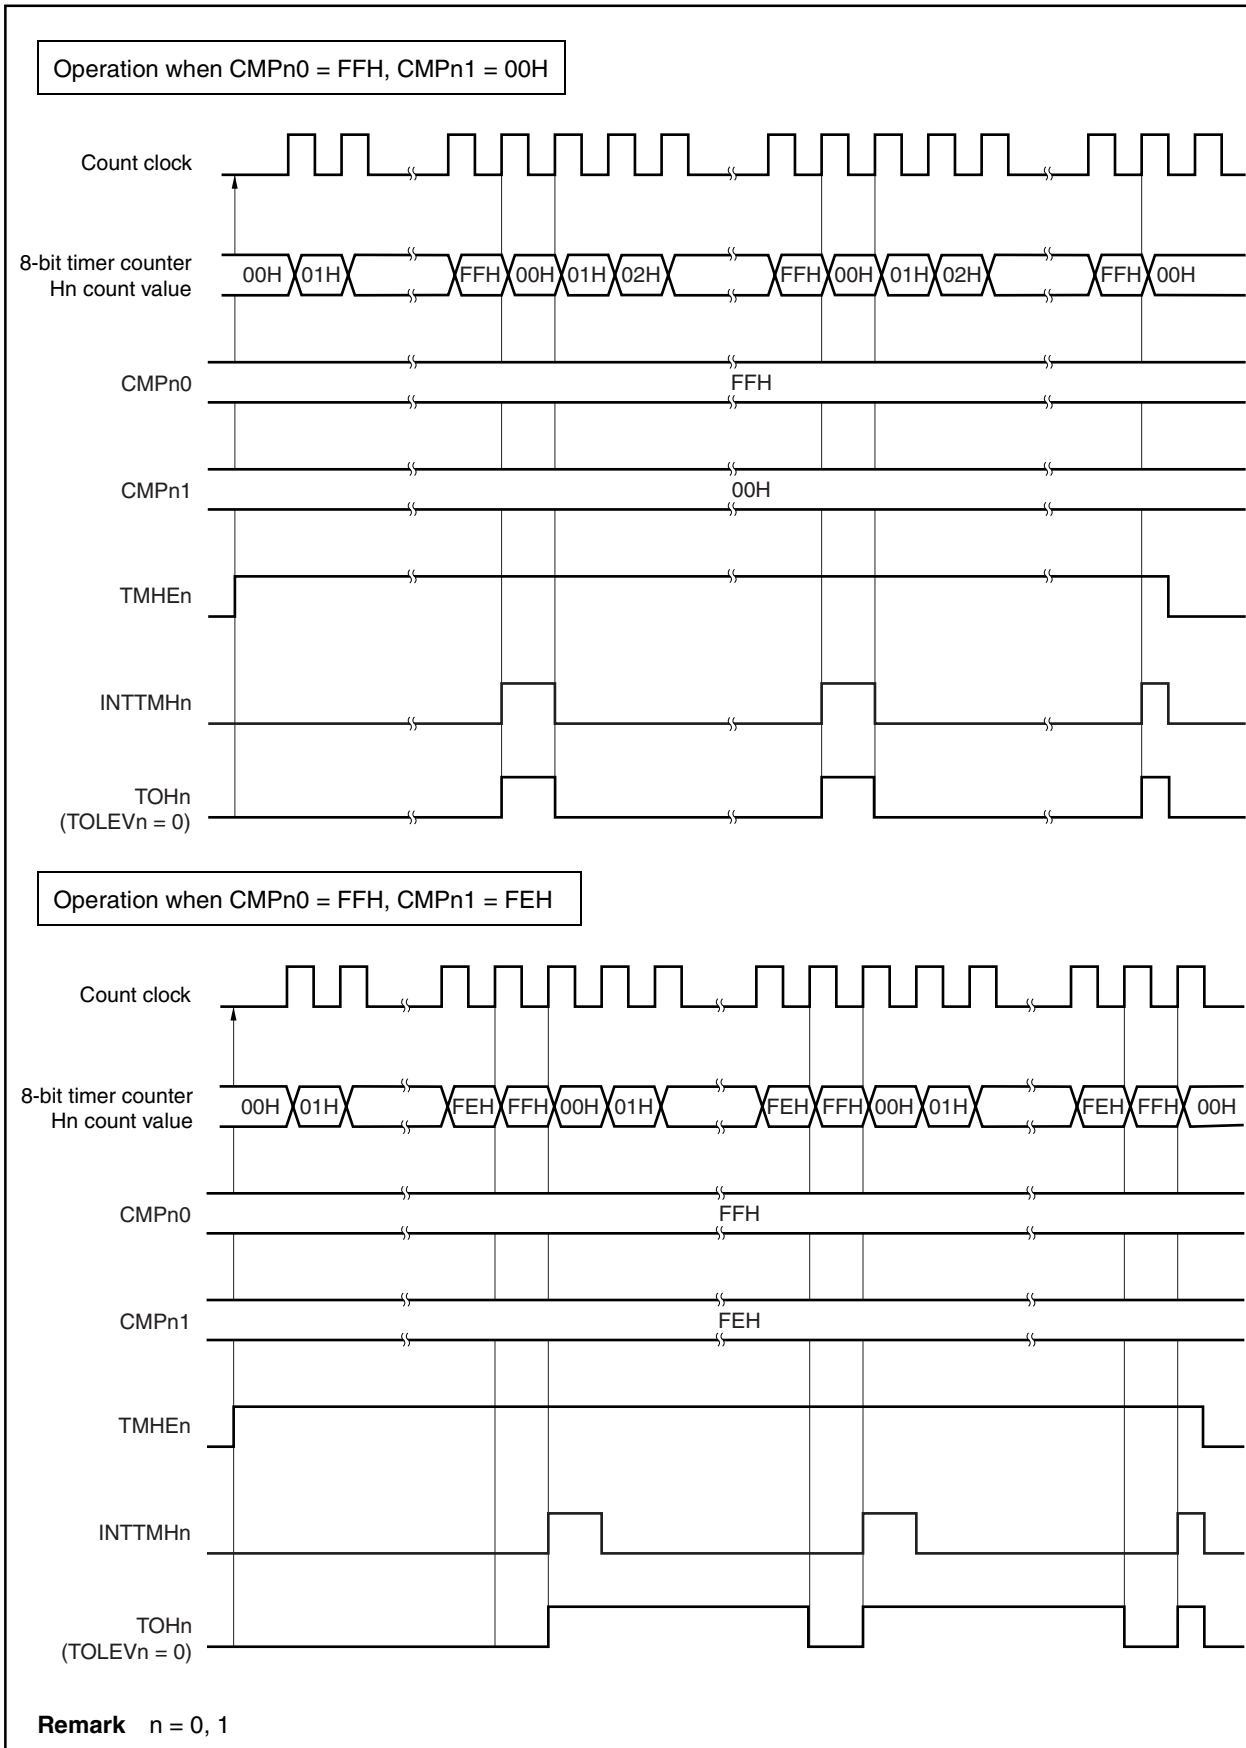 Operation when CMPn0 = FFH, CMPn1 = 00H
Count clock
8-bit timer counter
Hn count value
00H 01H FFH 00H 01H 02H FFH 00H 01H 02H FFH 00H
CMPn0
FFH
CMPn1
00H
TMHEn
INTTMHn
TOHn
(TOLEVn = 0)
Operation when CMPn0 = FFH, CMPn1 = FEH
Count clock
8-bit timer counter
Hn count value
00H 01H FEH FFH 00H 01H FEH FFH 00H 01H FEH FFH 00H
CMPn0
FFH
CMPn1
FEH
TMHEn
INTTMHn
TOHn
(TOLEVn = 0)
Remark n = 0, 1